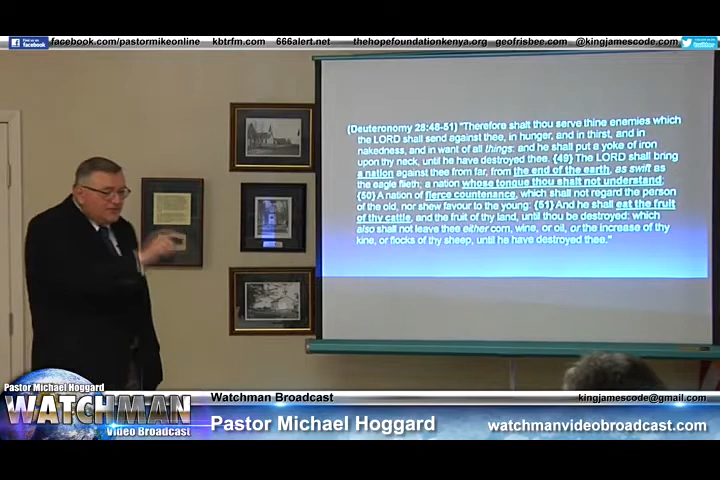 Find us on facebook
facebook.com/pastormikeonline kbtrfm.com 666alert.net thehopefoundationkenya.org geofrisbee.com @kingjamescode.com
(Deuteronomy 28:48-51) "Therefore shalt thou serve thine enemies which
the LORD shall send against thee, in hunger, and in thirst, and in
nakedness, and in want of all things: and he shall put a yoke of iron
upon thy neck, until he have destroyed thee. {49} The LORD shall bring
a nation against thee from far, from the end of the earth, as swift as
the eagle flieth; a nation whose tongue thou shalt not understand;
{50} A nation of fierce countenance, which shall not regard the person
of the old, nor shew favour to the young: {51} And he shall eat the fruit
of thy cattle, and the fruit of thy land, until thou be destroyed: which
also shall not leave thee either corn, wine, or oil, or the increase of thy
kine, or flocks of thy sheep, until he have destroyed thee."
Pastor Michael Hoggard
WATCHMAN
Video Broadcast
Watchman Broadcast kingjamescode@gmail.com
Pastor Michael Hoggard watchmanvideobroadcast.com